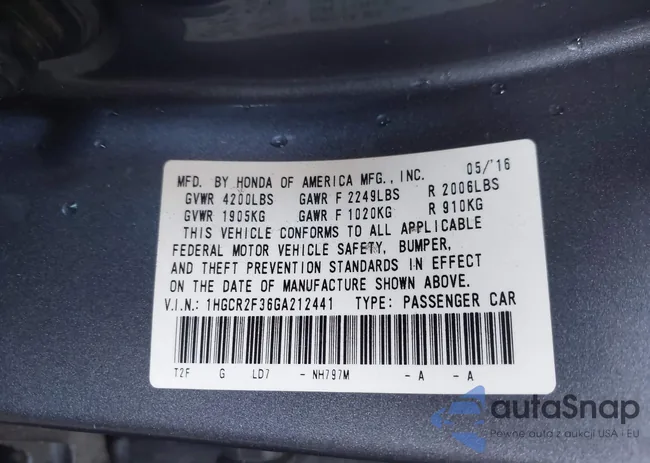 MFD. BY HONDA OF AMERICA MFG., INC. 05/'16
GVWR 4200LBS GAWR F 2249LBS R 2006LBS
GVWR 1905KG GAWR F 1020KG R 910KG
THIS VEHICLE CONFORMS TO ALL APPLICABLE
FEDERAL MOTOR VEHICLE SAFETY, BUMPER,
AND THEFT PREVENTION STANDARDS IN EFFECT
ON THE DATE OF MANUFACTURE SHOWN ABOVE.
V.I.N.: 1HGCR2F36GA212441 TYPE: PASSENGER CAR
T2F G LD7 - NH797M - A - A
autaSnap
Pewne auto z aukcji USA i EU